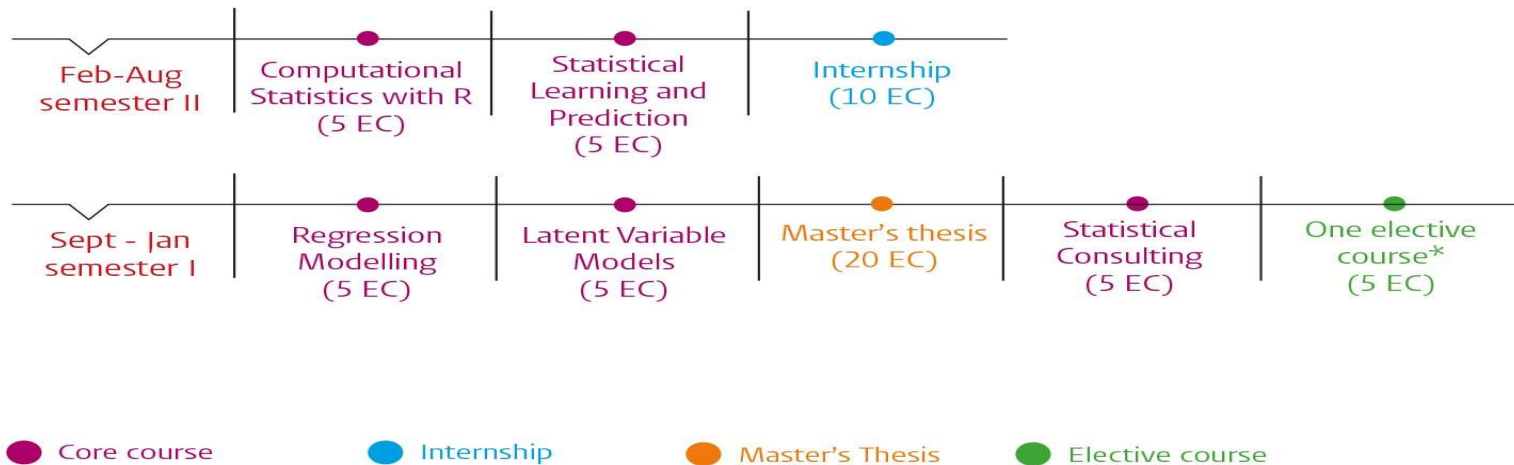 Feb-Aug
semester II
Computational
Statistics with R
(5 EC)
Statistical
Learning and
Prediction
(5 EC)
Internship
(10 EC)
Sept - Jan
semester I
Regression
Modelling
(5 EC)
Latent Variable
Models
(5 EC)
Master's thesis
(20 EC)
Statistical
Consulting
(5 EC)
One elective
course*
(5 EC)
Core course
Internship
Master's Thesis
Elective course